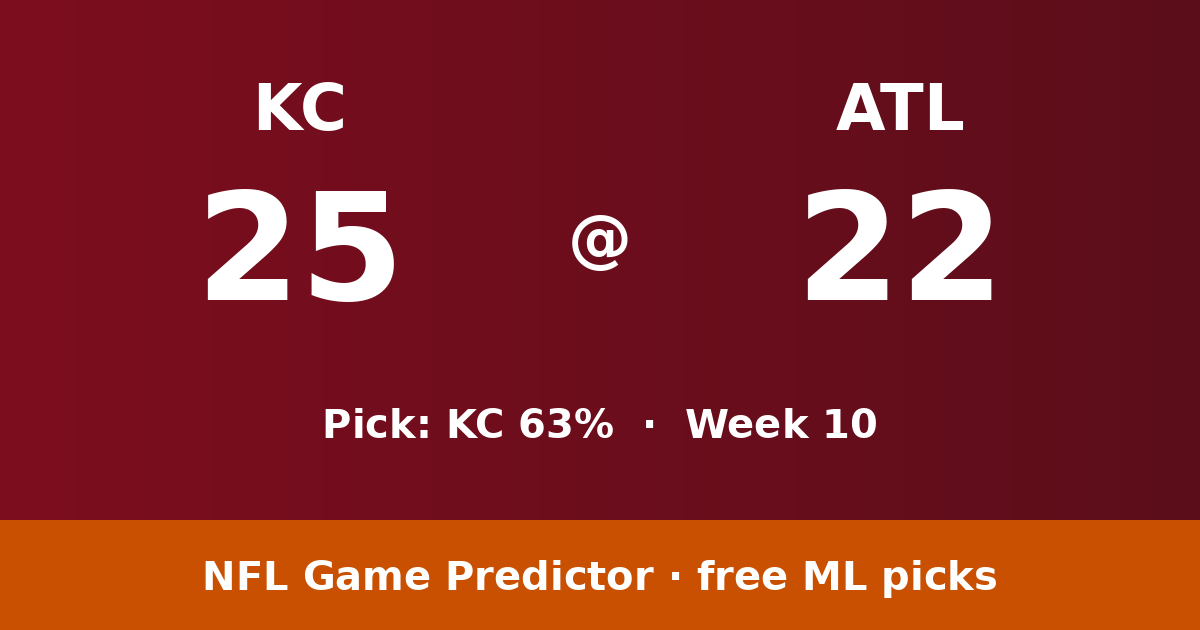 KC
ATL
25 @ 22
Pick: KC 63% · Week 10
NFL Game Predictor · free ML picks